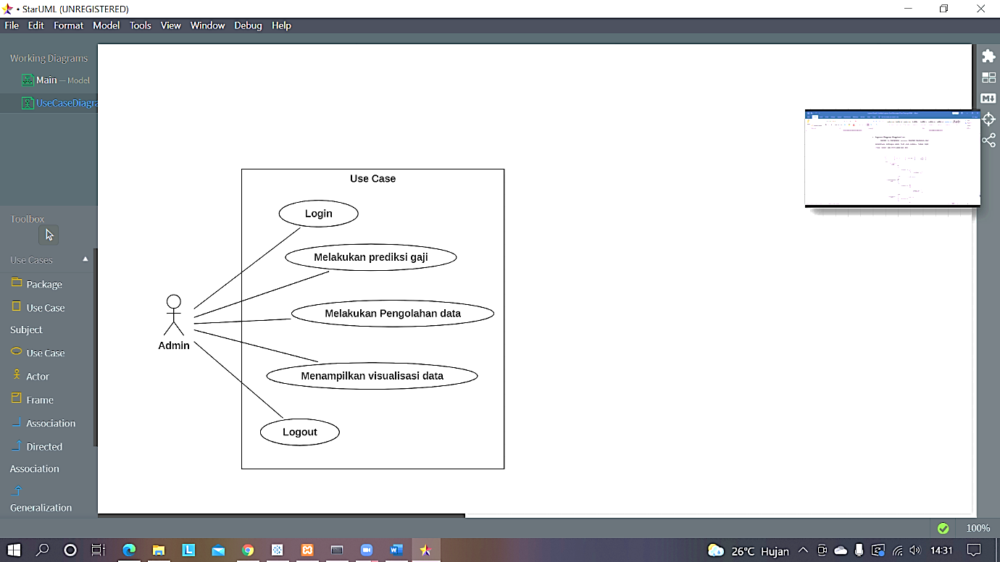 • StarUML (UNREGISTERED)
File Edit Format Model Tools View Window Debug Help
Working Diagrams
Main — Model
UseCaseDiagra
Toolbox
Use Cases
Package
Use Case
Subject
Use Case
Actor
Frame
Association
Directed
Association
Generalization
Use Case
Login
Melakukan prediksi gaji
Melakukan Pengolahan data
Menampilkan visualisasi data
Logout
Admin
M
100%
26°C Hujan
14:31